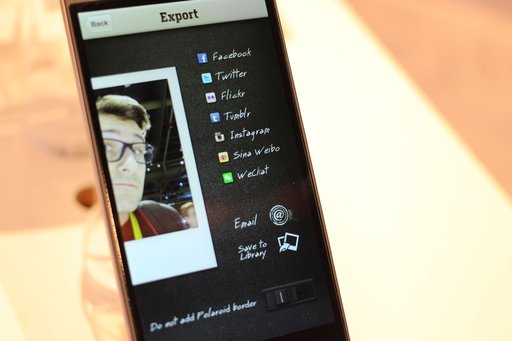 Back
Export
Facebook
Twitter
Flickr
Tumblr
Instagram
Sina Weibo
WeChat
Email
Save to
Library
Do not add Polaroid border